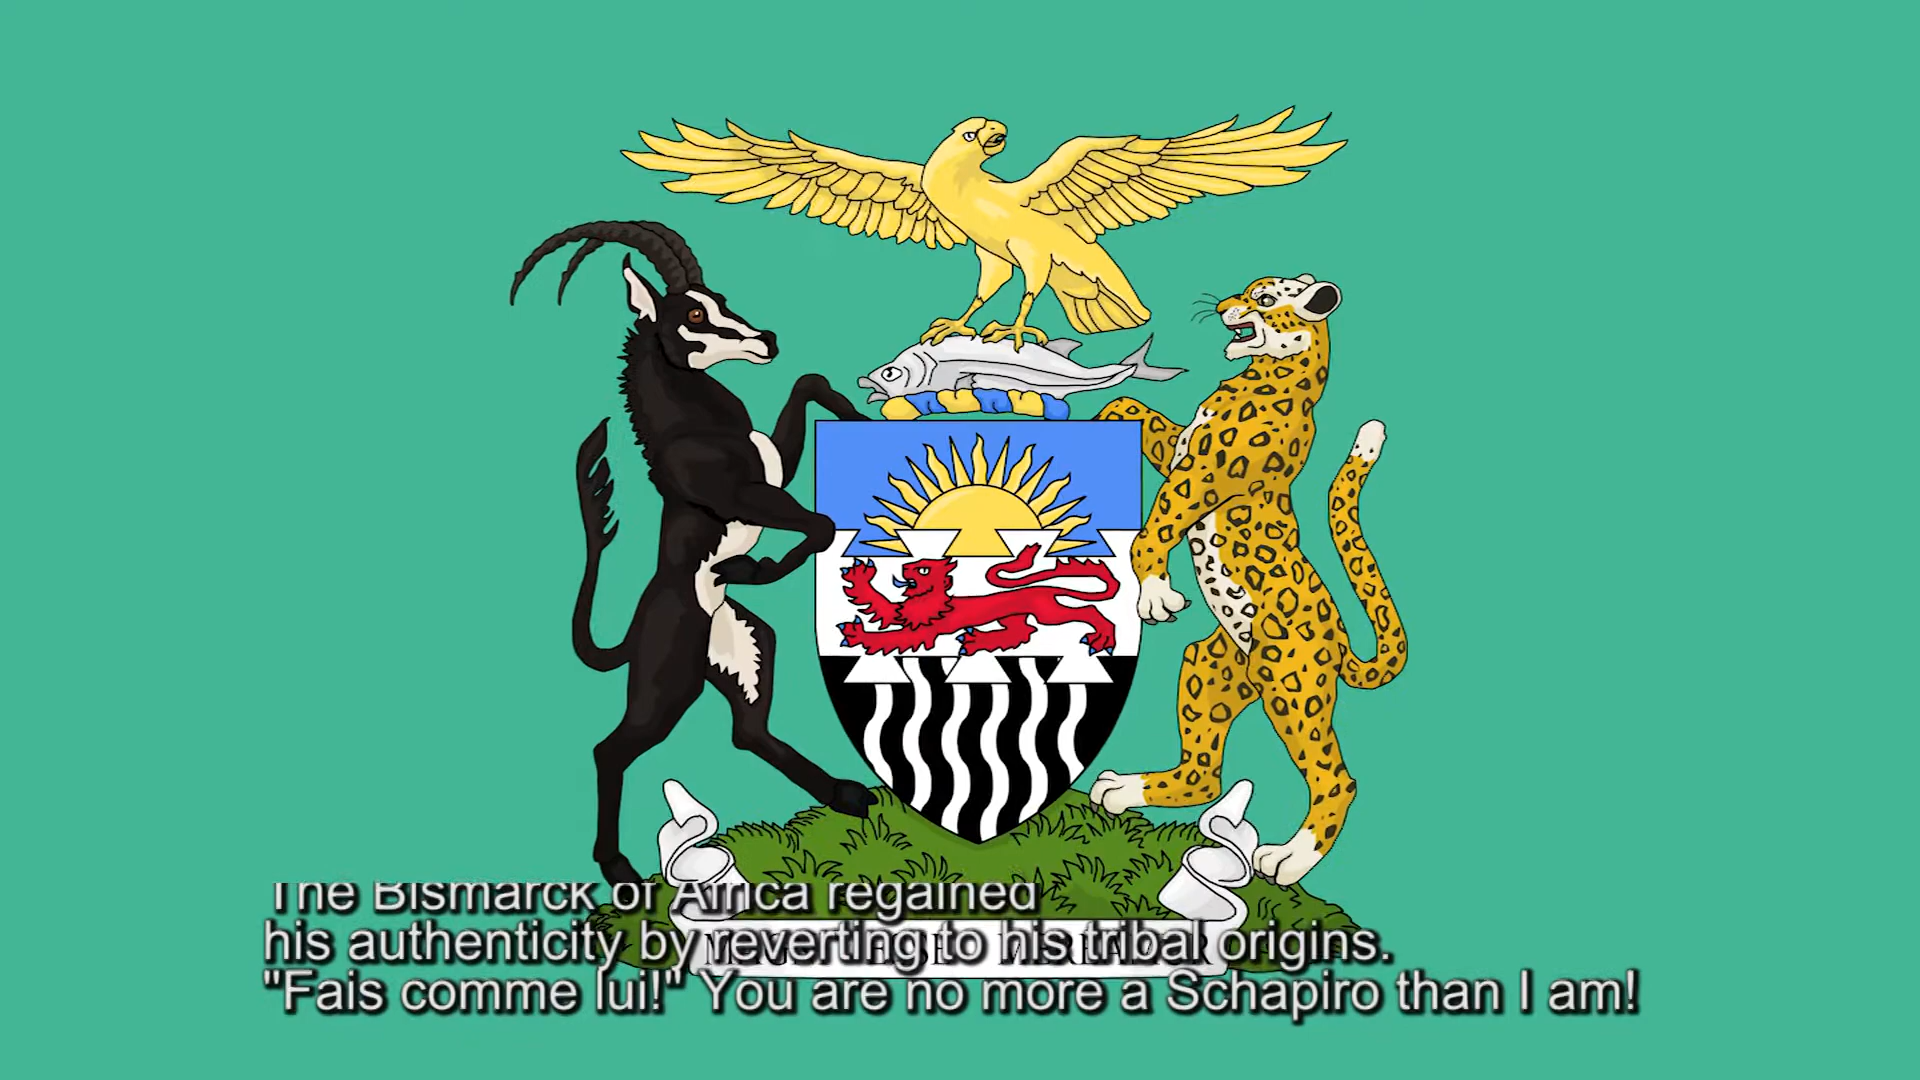 The Bismarck of Africa regained
his authenticity by reverting to his tribal origins.
"Fais comme lui!" You are no more a Schapiro than I am!